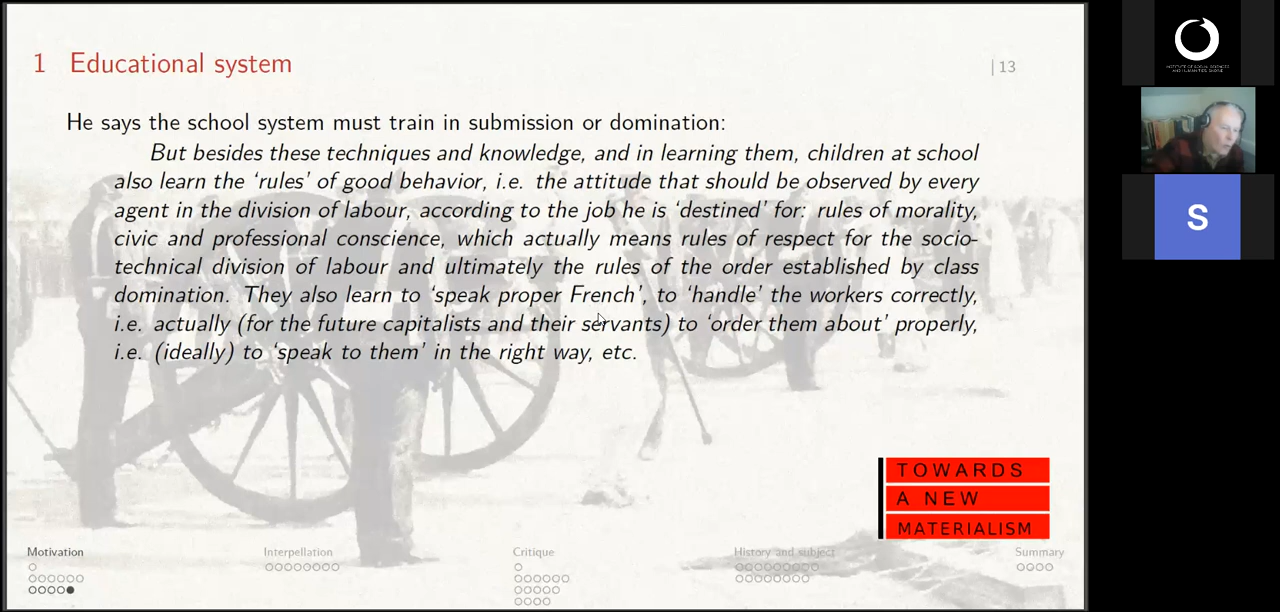 1 Educational system
| 13
He says the school system must train in submission or domination:
But besides these techniques and knowledge, and in learning them, children at school
also learn the ‘rules’ of good behavior, i.e. the attitude that should be observed by every
agent in the division of labour, according to the job he is ‘destined’ for: rules of morality,
civic and professional conscience, which actually means rules of respect for the socio-
technical division of labour and ultimately the rules of the order established by class
domination. They also learn to ‘speak proper French’, to ‘handle’ the workers correctly,
i.e. actually (for the future capitalists and their servants) to ‘order them about’ properly,
i.e. (ideally) to ‘speak to them’ in the right way, etc.
TOWARDS
A NEW
MATERIALISM
Motivation
Interpellation
Critique
History and subject
Summary
S